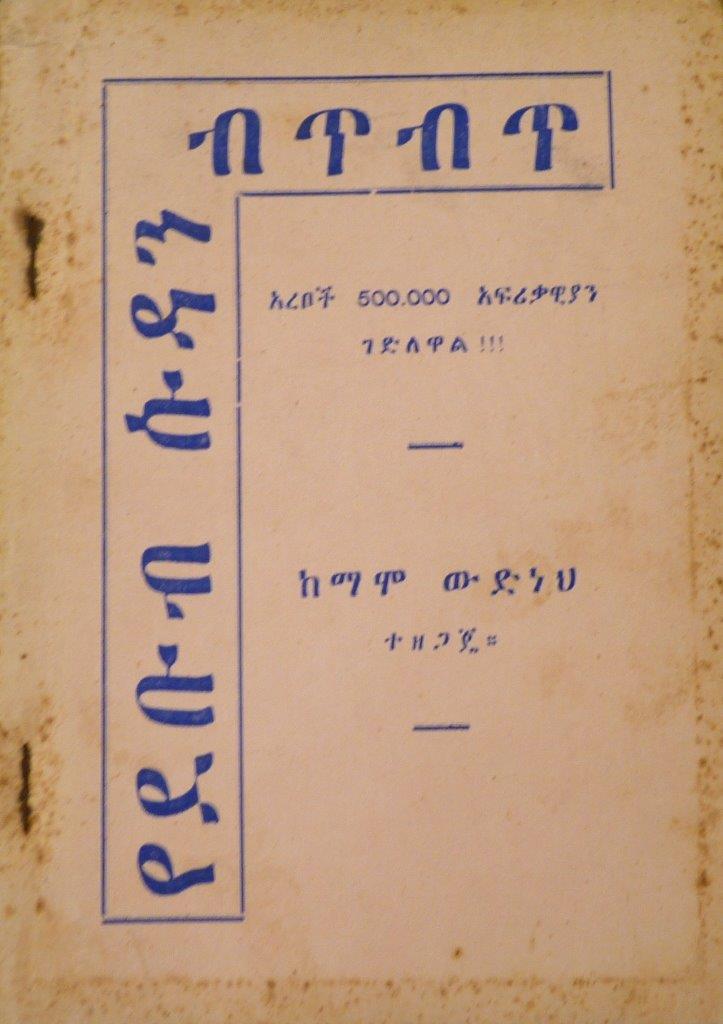 የደቡብ ሱዳን
ብጥብጥ
አረቦች 500.000 አፍሪቃዊያን
ገድለዋል !!!
ከማሞ ውድነህ
ተዘጋጀ።